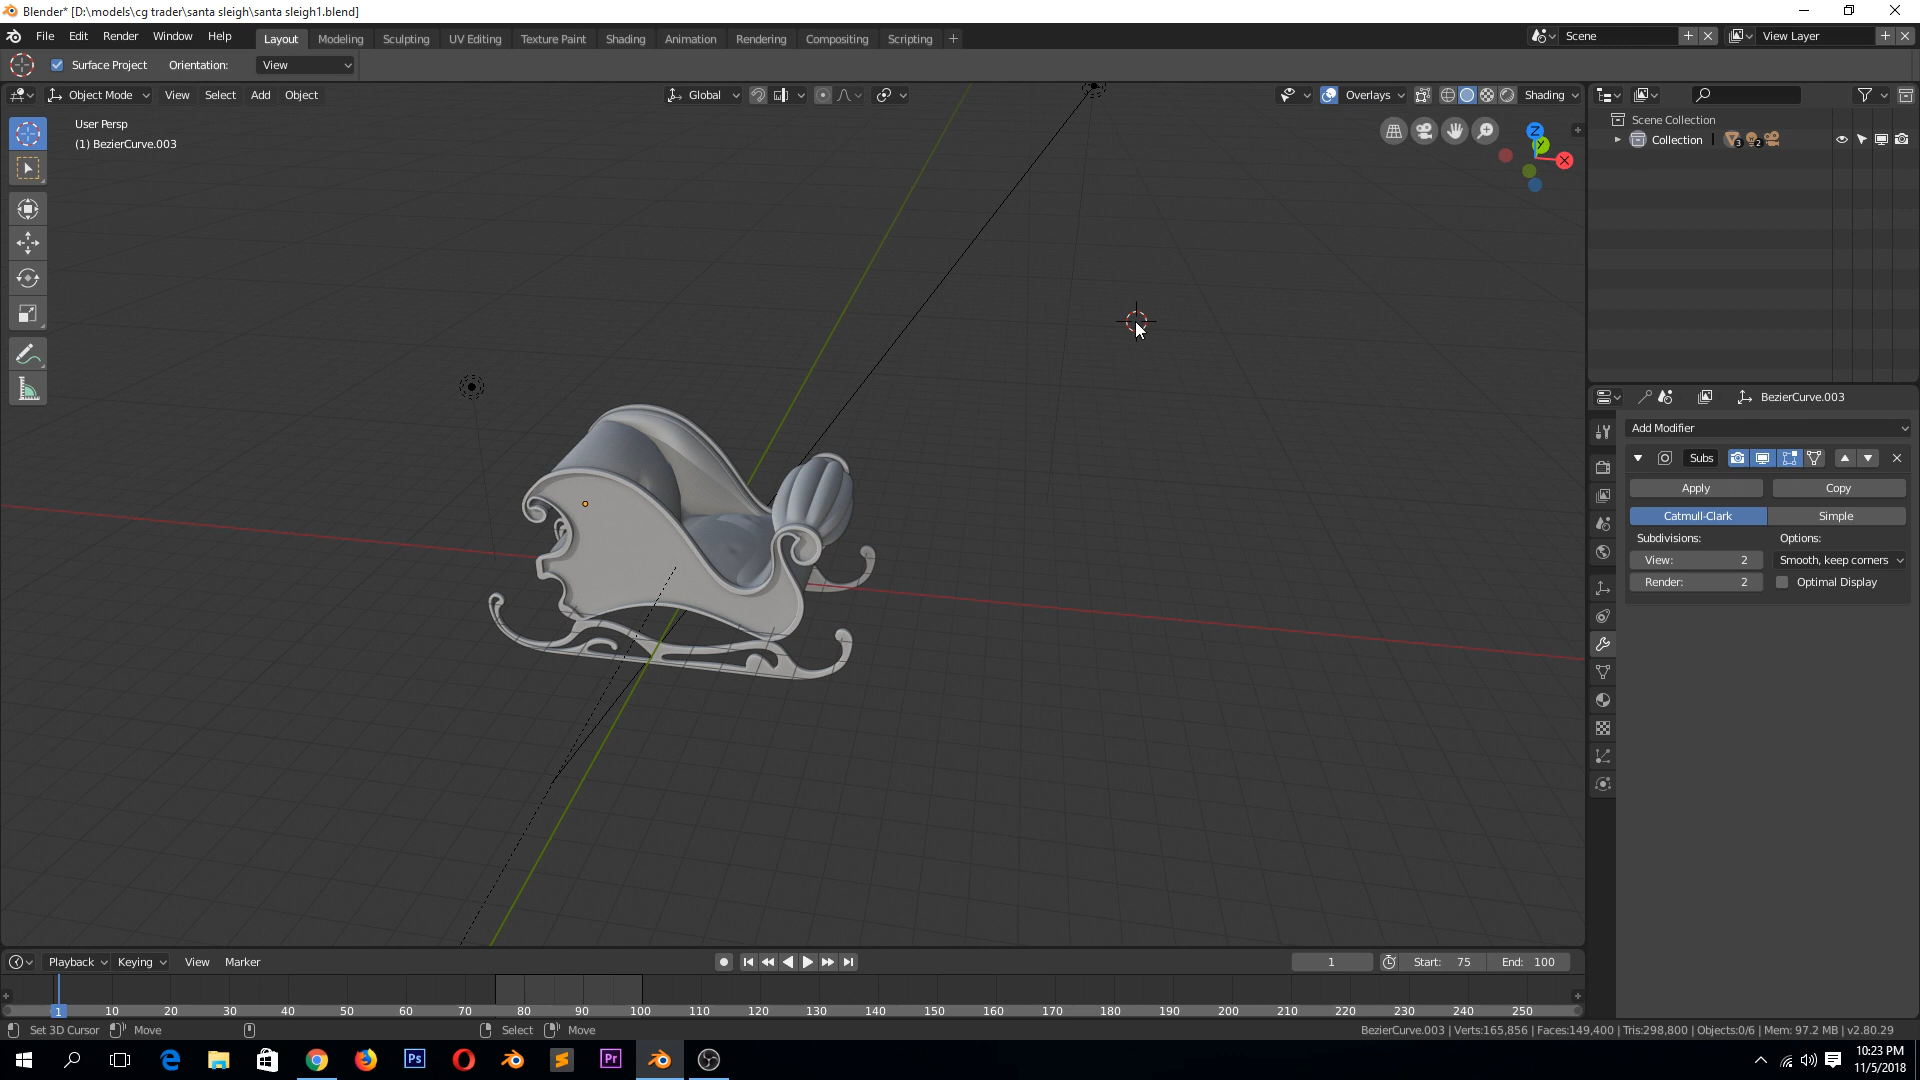 Blender* [D:\models\cg trader\santa sleigh\santa sleigh1.blend]
File Edit Render Window Help Layout Modeling Sculpting UV Editing Texture Paint Shading Animation Rendering Compositing Scripting + Scene View Layer
Surface Project Orientation: View
Object Mode View Select Add Object Global Overlays Shading
User Persp
(1) BezierCurve.003
Z
Y
X
Scene Collection
Collection 3 2
BezierCurve.003
Add Modifier
Subs
Apply Copy
Catmull-Clark Simple
Subdivisions: Options:
View: 2 Smooth, keep corners
Render: 2 Optimal Display
Playback Keying View Marker 1 Start: 75 End: 100
1 10 20 30 40 50 60 70 80 90 100 110 120 130 140 150 160 170 180 190 200 210 220 230 240 250
Set 3D Cursor Move Select Move BezierCurve.003 | Verts:165,856 | Faces:149,400 | Tris:298,800 | Objects:0/6 | Mem: 97.2 MB | v2.80.29
Ps Pr
10:23 PM
11/5/2018